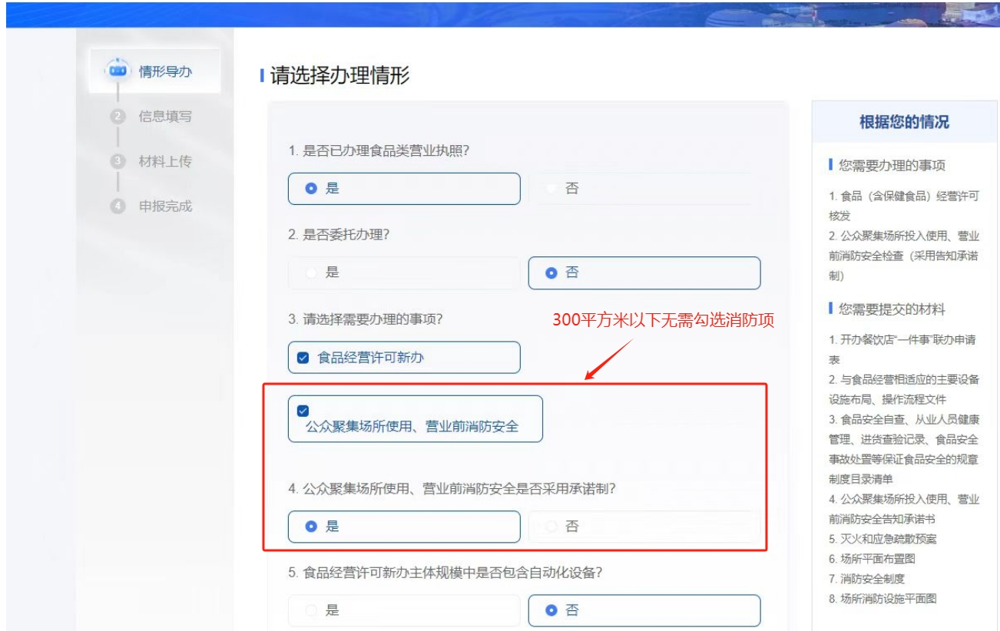 情形导办
2 信息填写
3 材料上传
4 申报完成
请选择办理情形
1. 是否已办理食品类营业执照?
是
否
2. 是否委托办理?
是
否
3. 请选择需要办理的事项?
300平方米以下无需勾选消防项
食品经营许可新办
公众聚集场所使用、营业前消防安全
4. 公众聚集场所使用、营业前消防安全是否采用承诺制?
是
否
5. 食品经营许可新办主体规模中是否包含自动化设备?
是
否
根据您的情况
您需要办理的事项
1. 食品（含保健食品）经营许可
核发
2. 公众聚集场所投入使用、营业
前消防安全检查（采用告知承诺
制）
您需要提交的材料
1. 开办餐饮店“一件事”联办申请
表
2. 与食品经营相适应的主要设备
设施布局、操作流程文件
3. 食品安全自查、从业人员健康
管理、进货查验记录、食品安全
事故处置等保证食品安全的规章
制度目录清单
4. 公众聚集场所投入使用、营业
前消防安全告知承诺书
5. 灭火和应急疏散预案
6. 场所平面布置图
7. 消防安全制度
8. 场所消防设施平面图